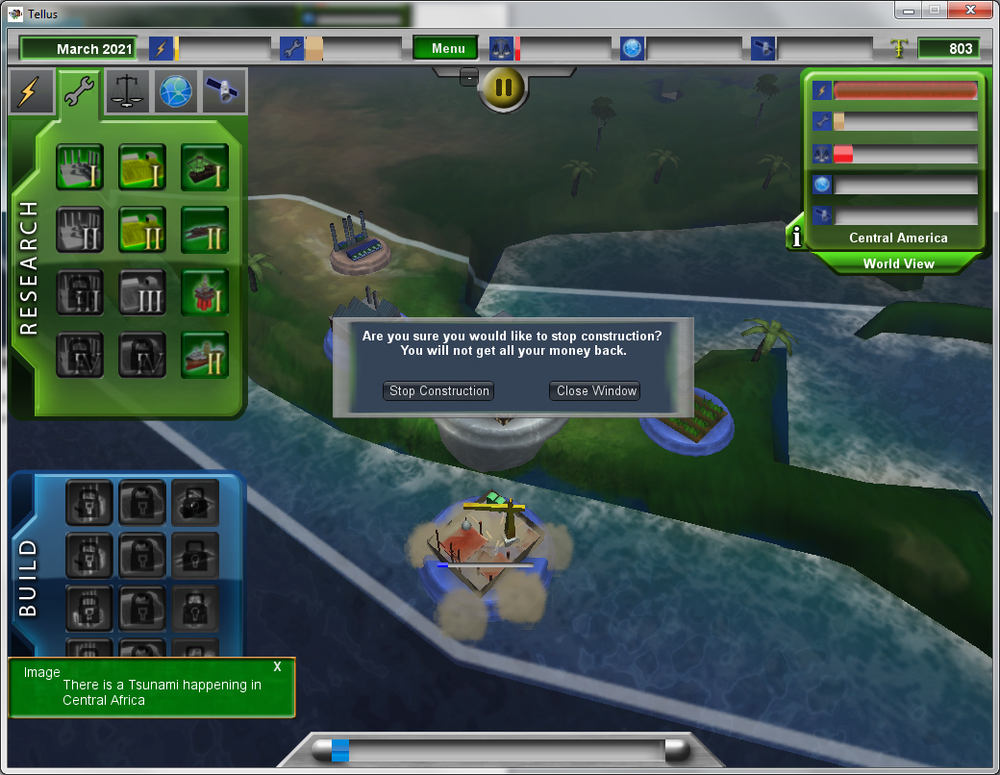 Tellus
March 2021
Menu
803
I
I
I
II
II
II
III
III
I
IV
IV
II
RESEARCH
Central America
i
World View
Are you sure you would like to stop construction?
You will not get all your money back.
Stop Construction
Close Window
BUILD
Image
X
There is a Tsunami happening in
Central Africa